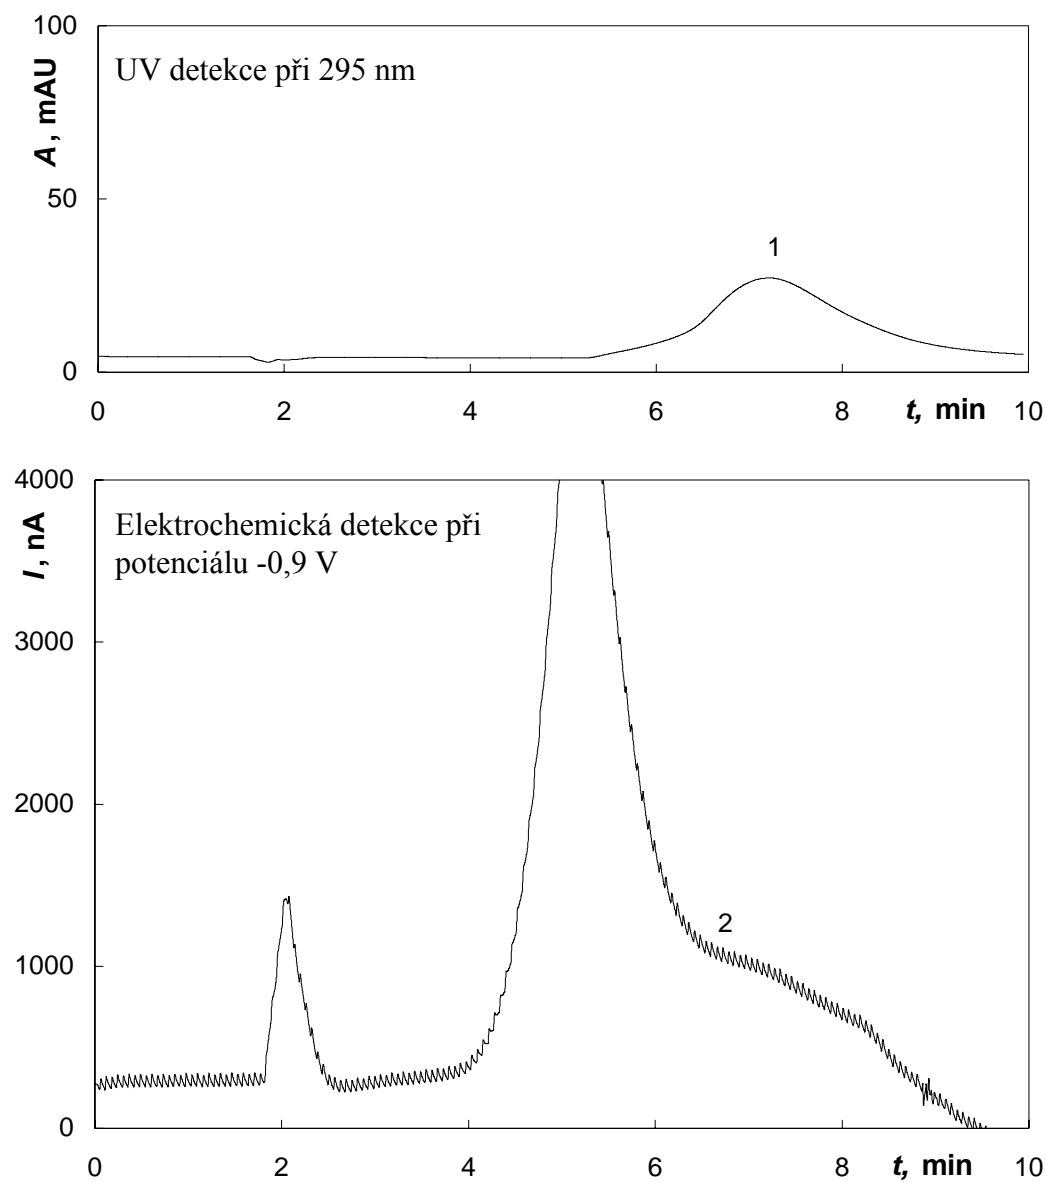 100
UV detekce při 295 nm
A, mAU
50
1
0
0 2 4 6 8 t, min 10
4000
Elektrochemická detekce při
potenciálu -0,9 V
I, nA
3000
2000
2
1000
0
0 2 4 6 8 t, min 10